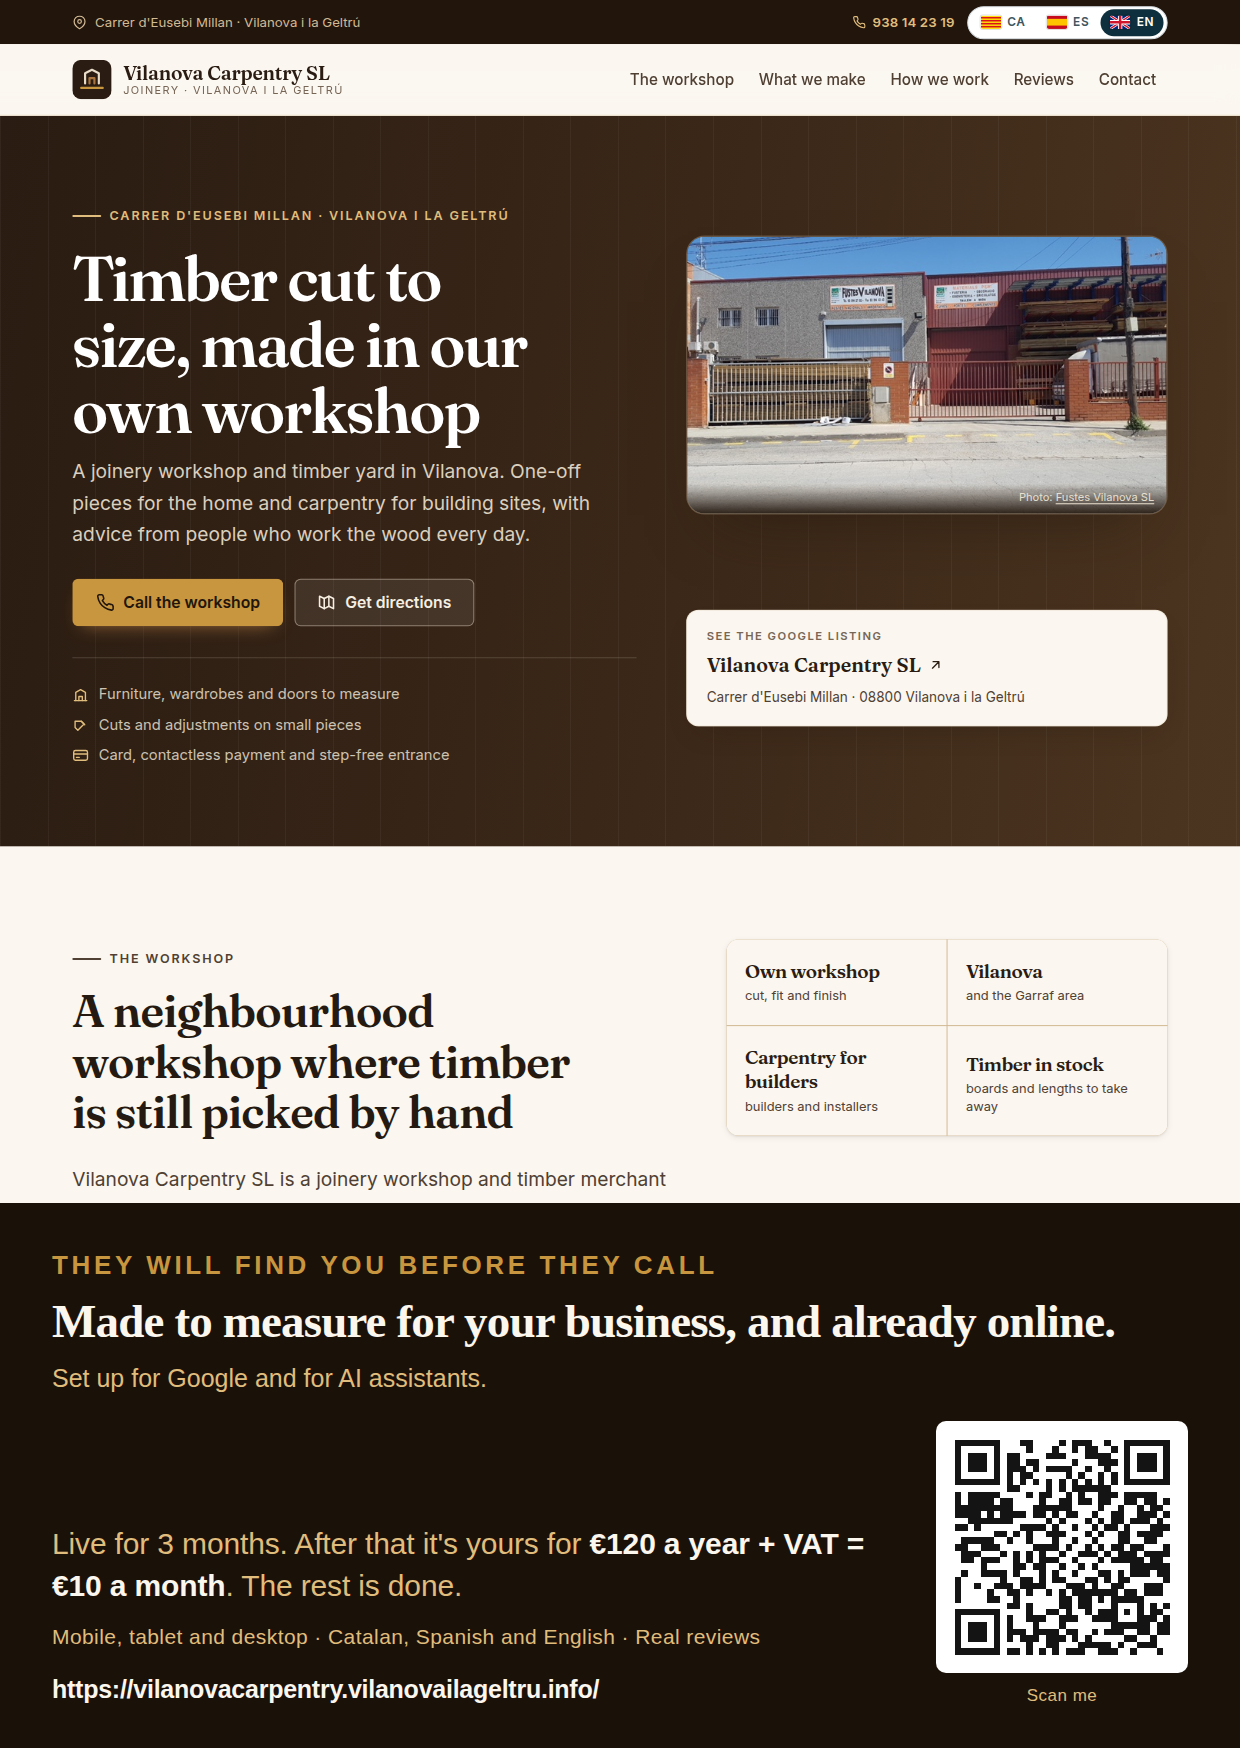 Carrer d'Eusebi Millan · Vilanova i la Geltrú
938 14 23 19
CA
ES
EN
Vilanova Carpentry SL
JOINERY · VILANOVA I LA GELTRÚ
The workshop
What we make
How we work
Reviews
Contact
CARRER D'EUSEBI MILLAN · VILANOVA I LA GELTRÚ
Timber cut to
size, made in our
own workshop
A joinery workshop and timber yard in Vilanova. One-off
pieces for the home and carpentry for building sites, with
advice from people who work the wood every day.
Call the workshop
Get directions
Furniture, wardrobes and doors to measure
Cuts and adjustments on small pieces
Card, contactless payment and step-free entrance
FUSTES VILANOVA
Photo: Fustes Vilanova SL
SEE THE GOOGLE LISTING
Vilanova Carpentry SL
Carrer d'Eusebi Millan · 08800 Vilanova i la Geltrú
THE WORKSHOP
A neighbourhood
workshop where timber
is still picked by hand
Vilanova Carpentry SL is a joinery workshop and timber merchant
Own workshop
cut, fit and finish
Vilanova
and the Garraf area
Carpentry for
builders
builders and installers
Timber in stock
boards and lengths to take
away
THEY WILL FIND YOU BEFORE THEY CALL
Made to measure for your business, and already online.
Set up for Google and for AI assistants.
Live for 3 months. After that it's yours for €120 a year + VAT =
€10 a month. The rest is done.
Mobile, tablet and desktop · Catalan, Spanish and English · Real reviews
https://vilanovacarpentry.vilanovailageltru.info/
Scan me